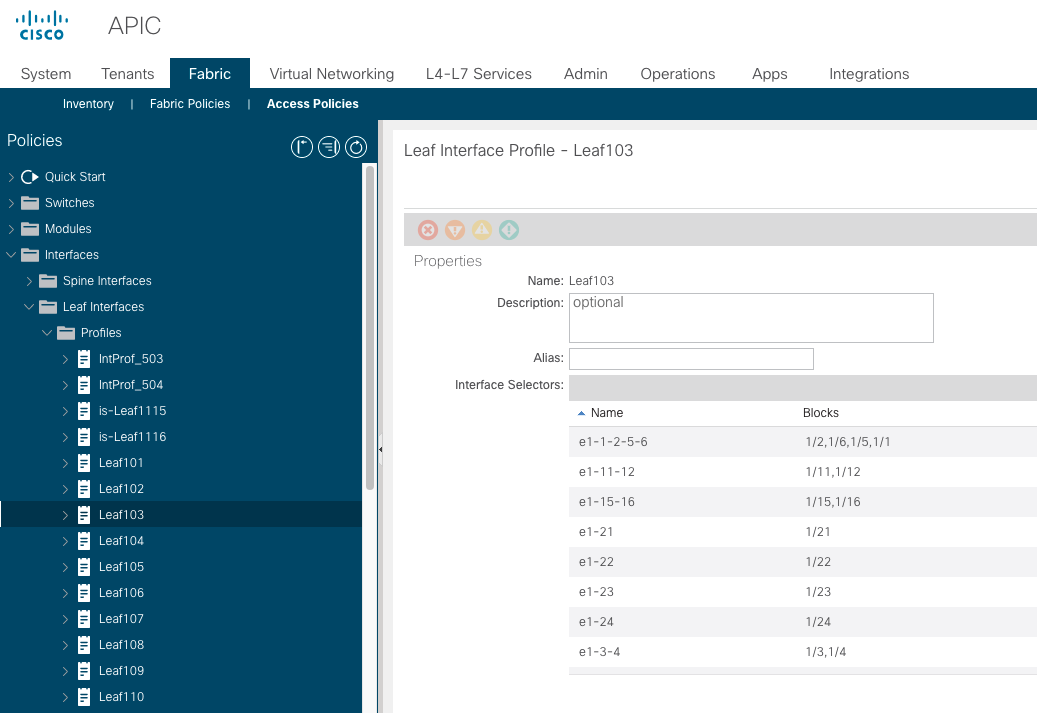 CISCO APIC
System Tenants Fabric Virtual Networking L4-L7 Services Admin Operations Apps Integrations
Inventory | Fabric Policies | Access Policies
Policies
Quick Start
Switches
Modules
Interfaces
Spine Interfaces
Leaf Interfaces
Profiles
IntProf_503
IntProf_504
is-Leaf1115
is-Leaf1116
Leaf101
Leaf102
Leaf103
Leaf104
Leaf105
Leaf106
Leaf107
Leaf108
Leaf109
Leaf110
Leaf Interface Profile - Leaf103
Properties
Name: Leaf103
Description: optional
Alias:
Interface Selectors:
Name Blocks
e1-1-2-5-6 1/2,1/6,1/5,1/1
e1-11-12 1/11,1/12
e1-15-16 1/15,1/16
e1-21 1/21
e1-22 1/22
e1-23 1/23
e1-24 1/24
e1-3-4 1/3,1/4